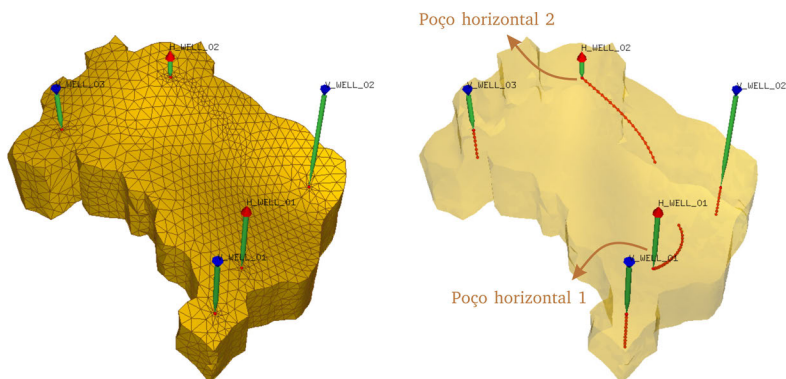 Poço horizontal 2
H_WELL_02
H_WELL_02
V_WELL_03
V_WELL_02
V_WELL_03
V_WELL_02
H_WELL_01
H_WELL_01
V_WELL_01
V_WELL_01
Poço horizontal 1